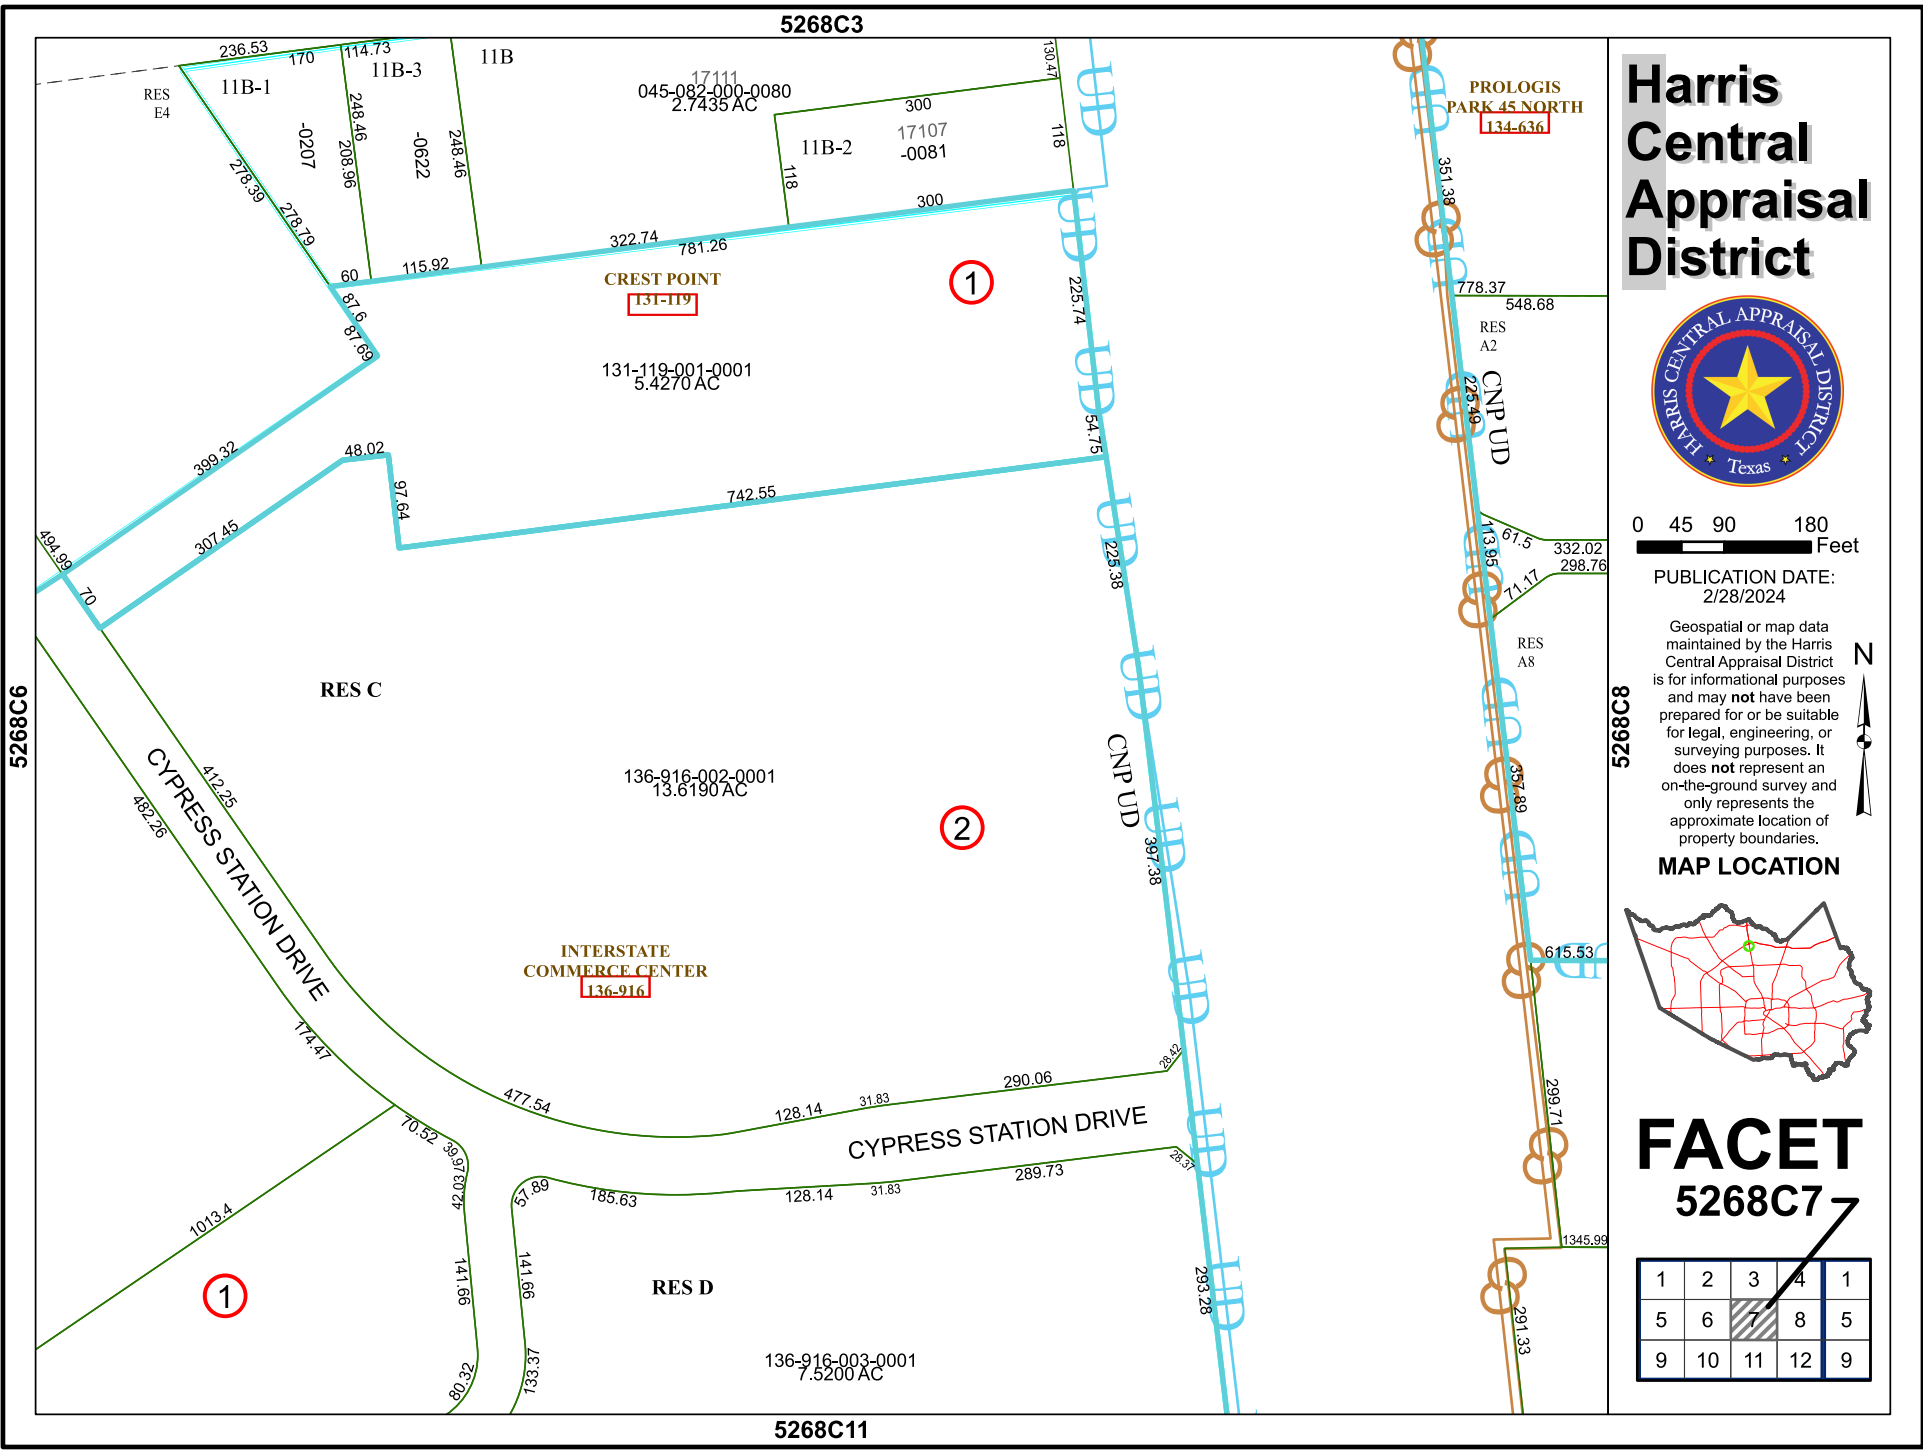 5268C3
236.53
170
114.73
11B-1
11B-3
11B
RES
E4
-0207
248.46
208.96
-0622
248.46
278.39
278.79
17111
045-082-000-0080
2.7435 AC
130.47
300
118
17107
-0081
11B-2
118
300
322.74
781.26
60
115.92
87.6
87.69
CREST POINT
131-119
1
225.74
131-119-001-0001
5.4270 AC
54.75
399.32
48.02
97.64
742.55
307.45
494.99
70
UD
UD
UD
UD
UD
UD
UD
UD
UD
225.38
RES C
CNP UD
136-916-002-0001
13.6190 AC
2
397.38
CYPRESS STATION DRIVE
412.25
482.26
INTERSTATE
COMMERCE CENTER
136-916
174.47
477.54
128.14
31.83
290.06
28.42
CYPRESS STATION DRIVE
70.52
39.97
42.03
57.89
185.63
128.14
31.83
289.73
28.37
1013.4
1
141.66
141.66
RES D
293.28
136-916-003-0001
7.5200 AC
80.32
133.37
PROLOGIS
PARK 45 NORTH
134-636
351.38
778.37
548.68
RES
A2
CNP UD
225.49
113.95
61.5
332.02
298.76
71.17
RES
A8
357.89
615.53
299.71
1345.99
291.33
5268C6
5268C8
5268C11
Harris
Central
Appraisal
District
HARRIS CENTRAL APPRAISAL DISTRICT
Texas
0 45 90 180
Feet
PUBLICATION DATE:
2/28/2024
Geospatial or map data
maintained by the Harris
Central Appraisal District
is for informational purposes
and may not have been
prepared for or be suitable
for legal, engineering, or
surveying purposes. It
does not represent an
on-the-ground survey and
only represents the
approximate location of
property boundaries.
N
MAP LOCATION
FACET
5268C7
1 2 3 4 1
5 6 7 8 5
9 10 11 12 9